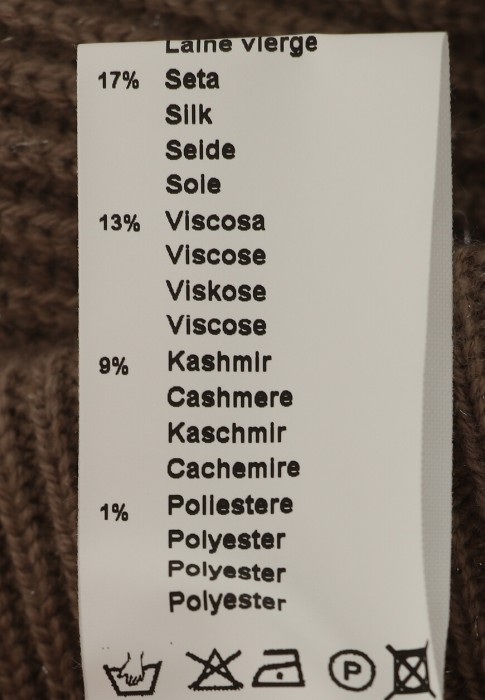 Laine vierge
17% Seta
Silk
Seide
Soie
13% Viscosa
Viscose
Viskose
Viscose
9% Kashmir
Cashmere
Kaschmir
Cachemire
1% Poliestere
Polyester
Polyester
Polyester
P